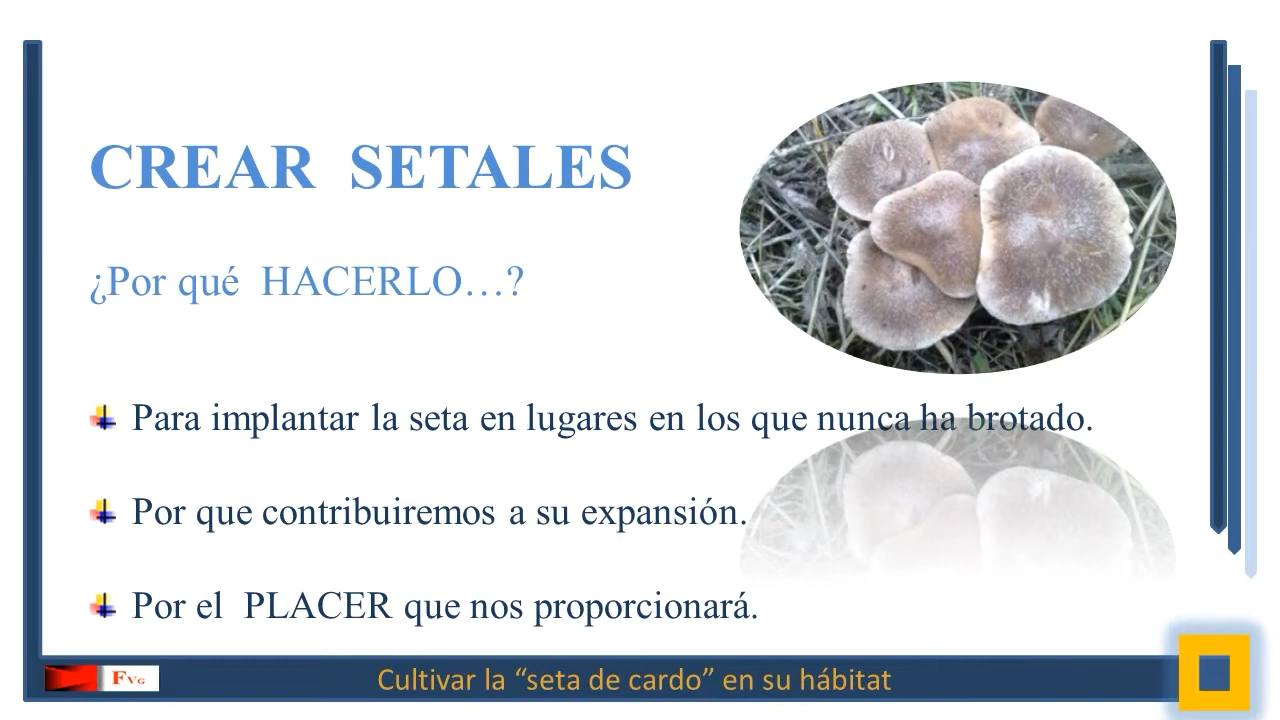 CREAR SETALES
¿Por qué HACERLO…?
Para implantar la seta en lugares en los que nunca ha brotado.
Por que contribuiremos a su expansión.
Por el PLACER que nos proporcionará.
FVG
Cultivar la “seta de cardo” en su hábitat